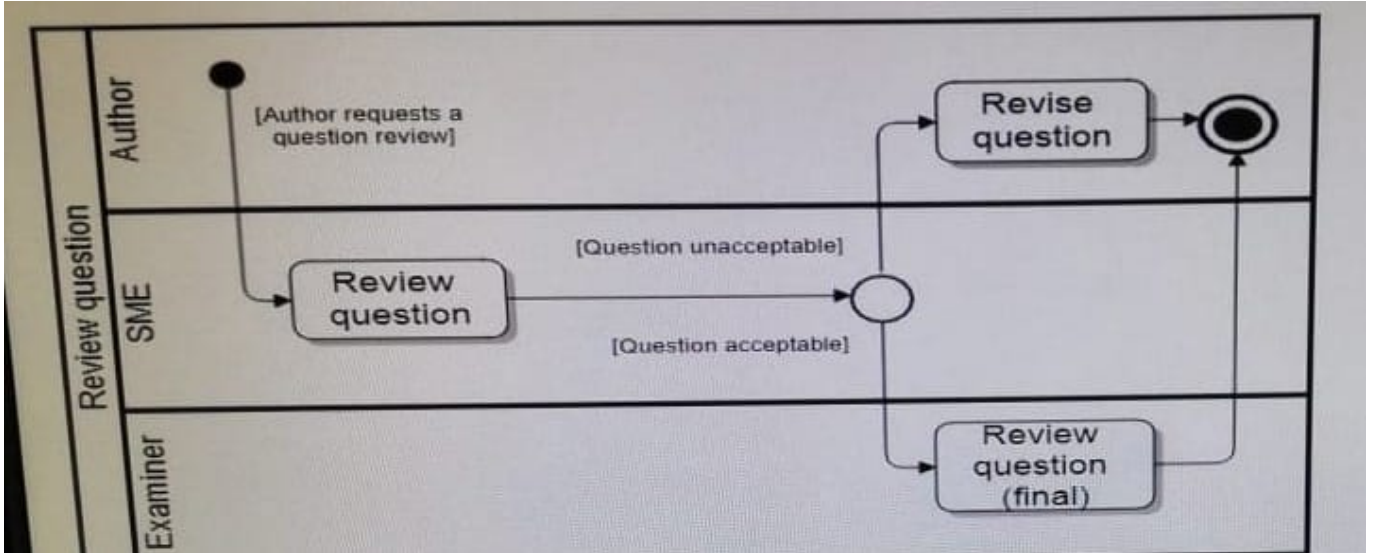 Review question
Author
[Author requests a
question review]
Revise
question
SME
Review
question
[Question unacceptable]
[Question acceptable]
Examiner
Review
question
(final)